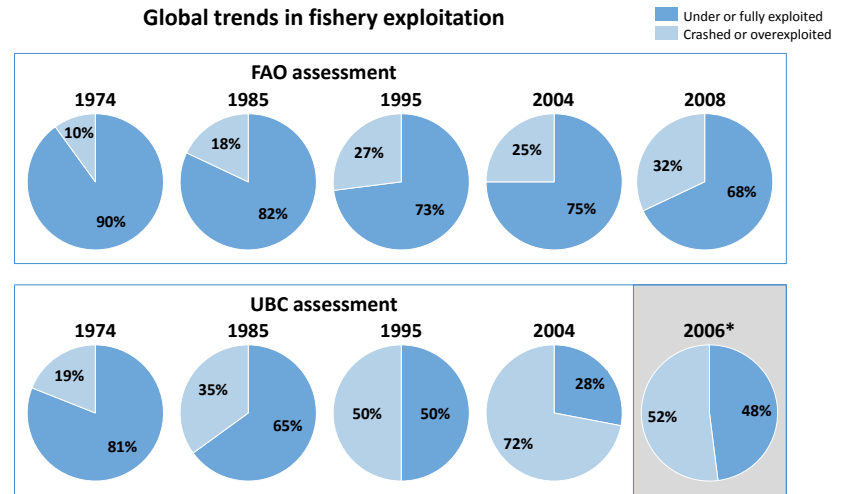 Global trends in fishery exploitation
Under or fully exploited
Crashed or overexploited
FAO assessment
1974 1985 1995 2004 2008
10% 90%
18% 82%
27% 73%
25% 75%
32% 68%
UBC assessment
1974 1985 1995 2004 2006*
19% 81%
35% 65%
50% 50%
28% 72%
52% 48%